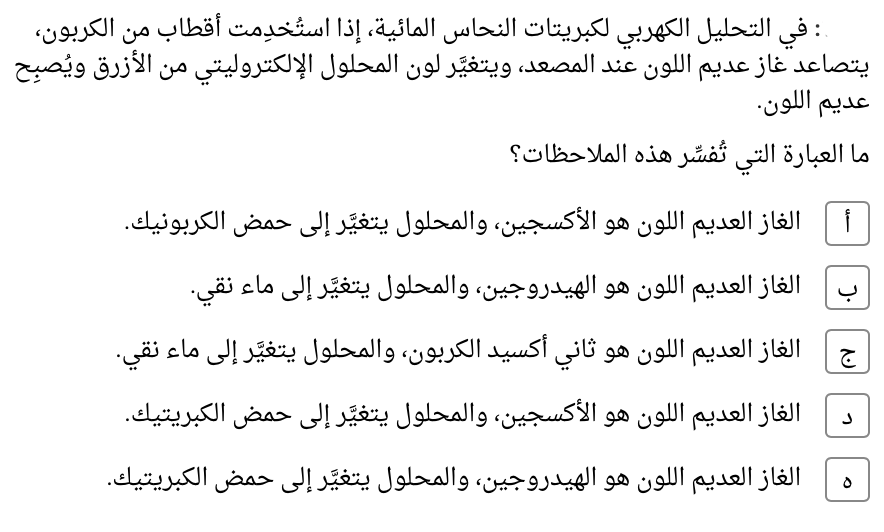 : في التحليل الكهربي لكبريتات النحاس المائية، إذا استُخدِمت أقطاب من الكربون،
يتصاعد غاز عديم اللون عند المصعد، ويتغيَّر لون المحلول الإلكتروليتي من الأزرق ويُصبِح
عديم اللون.
ما العبارة التي تُفسِّر هذه الملاحظات؟
أ الغاز العديم اللون هو الأكسجين، والمحلول يتغيَّر إلى حمض الكربونيك.
ب الغاز العديم اللون هو الهيدروجين، والمحلول يتغيَّر إلى ماء نقي.
ج الغاز العديم اللون هو ثاني أكسيد الكربون، والمحلول يتغيَّر إلى ماء نقي.
د الغاز العديم اللون هو الأكسجين، والمحلول يتغيَّر إلى حمض الكبريتيك.
ه الغاز العديم اللون هو الهيدروجين، والمحلول يتغيَّر إلى حمض الكبريتيك.